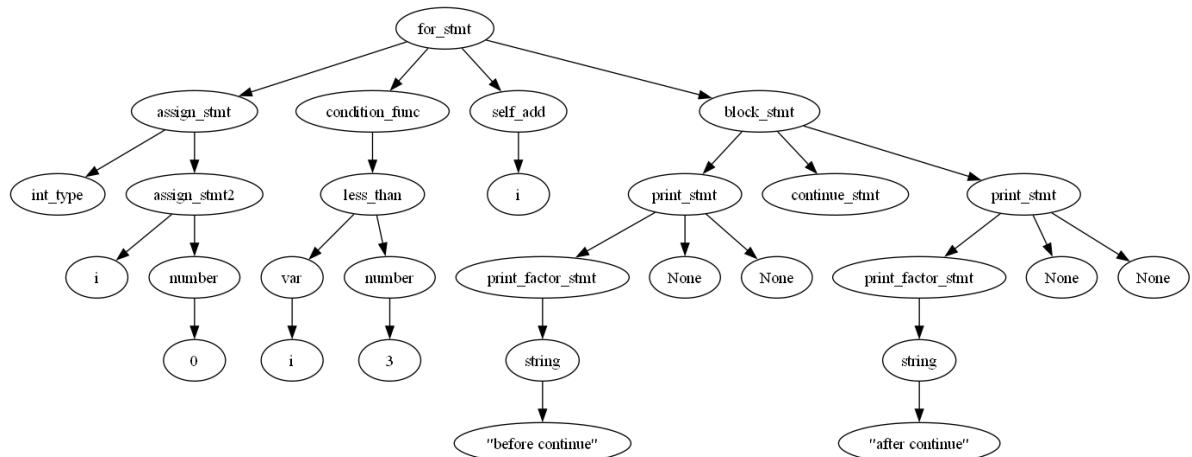 for_stmt
assign_stmt condition_func self_add block_stmt
int_type assign_stmt2 less_than i print_stmt continue_stmt print_stmt
i number var number print_factor_stmt None None print_factor_stmt None None
0 i 3 string string
"before continue" "after continue"